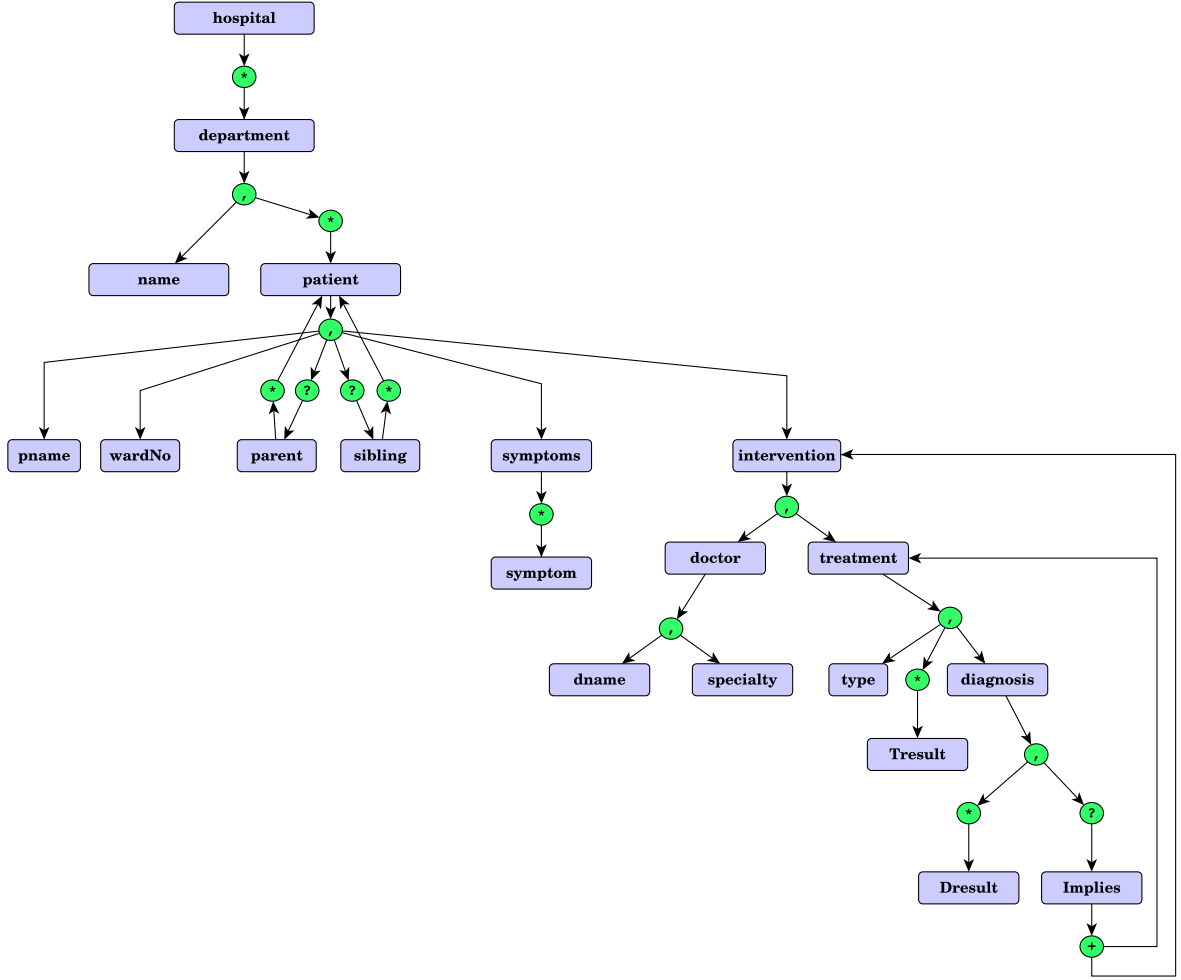 hospital
*
department
,
*
name
patient
,
*
?
?
*
pname
wardNo
parent
sibling
symptoms
intervention
*
,
symptom
doctor
treatment
,
,
dname
specialty
type
*
diagnosis
Tresult
,
*
?
Dresult
Implies
+